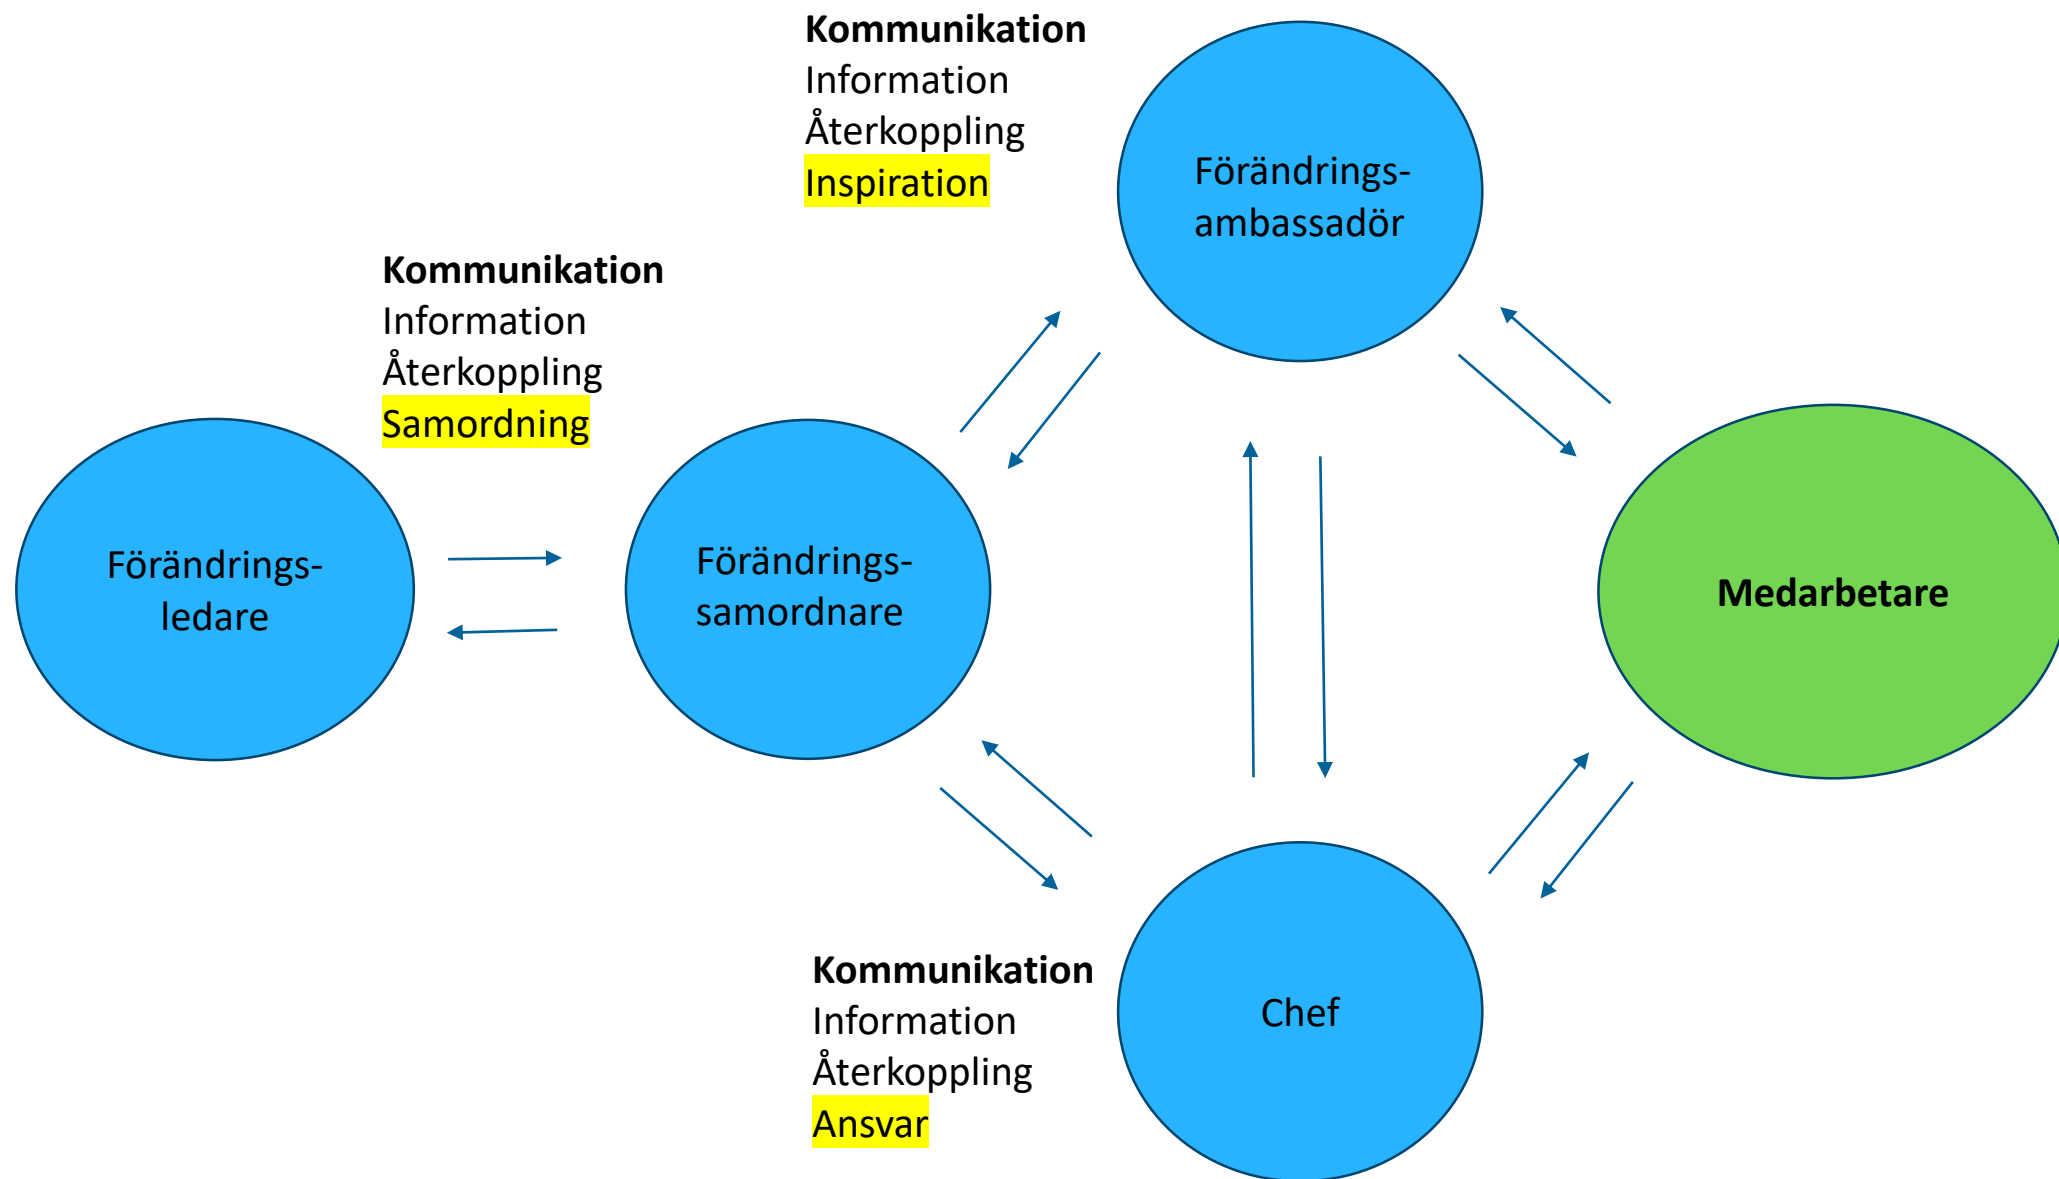 Kommunikation
Information
Återkoppling
Inspiration
Förändrings-
ambassadör
Kommunikation
Information
Återkoppling
Samordning
Förändrings-
ledare
Förändrings-
samordnare
Medarbetare
Kommunikation
Information
Återkoppling
Ansvar
Chef